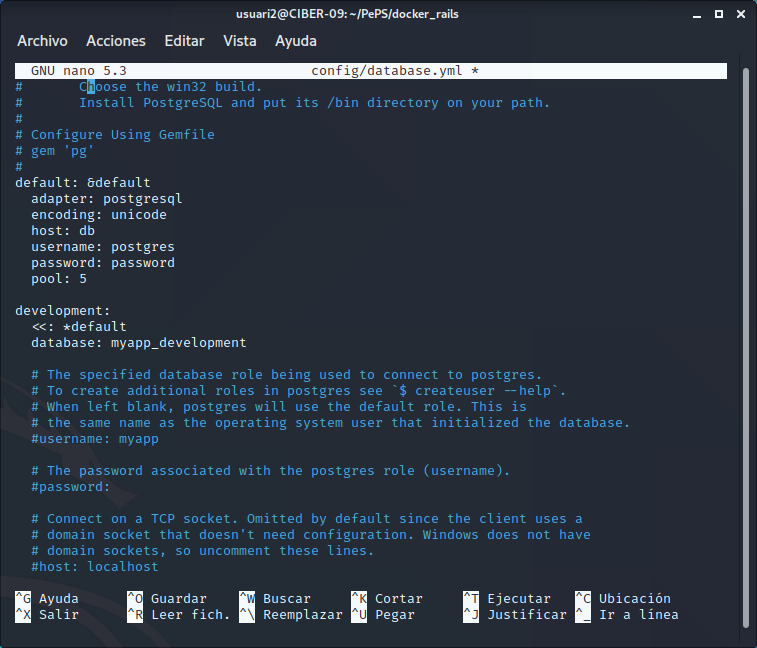 usuari2@CIBER-09: ~/PePS/docker_rails
Archivo Acciones Editar Vista Ayuda
GNU nano 5.3 config/database.yml *
#       Choose the win32 build.
#       Install PostgreSQL and put its /bin directory on your path.
#
# Configure Using Gemfile
# gem 'pg'
#
default: &default
  adapter: postgresql
  encoding: unicode
  host: db
  username: postgres
  password: password
  pool: 5
development:
  <<: *default
  database: myapp_development
  # The specified database role being used to connect to postgres.
  # To create additional roles in postgres see `$ createuser --help`.
  # When left blank, postgres will use the default role. This is
  # the same name as the operating system user that initialized the database.
  #username: myapp
  # The password associated with the postgres role (username).
  #password:
  # Connect on a TCP socket. Omitted by default since the client uses a
  # domain socket that doesn't need configuration. Windows does not have
  # domain sockets, so uncomment these lines.
  #host: localhost
^G Ayuda ^O Guardar ^W Buscar ^K Cortar ^T Ejecutar ^C Ubicación
^X Salir ^R Leer fich. ^\ Reemplazar ^U Pegar ^J Justificar ^_ Ir a línea